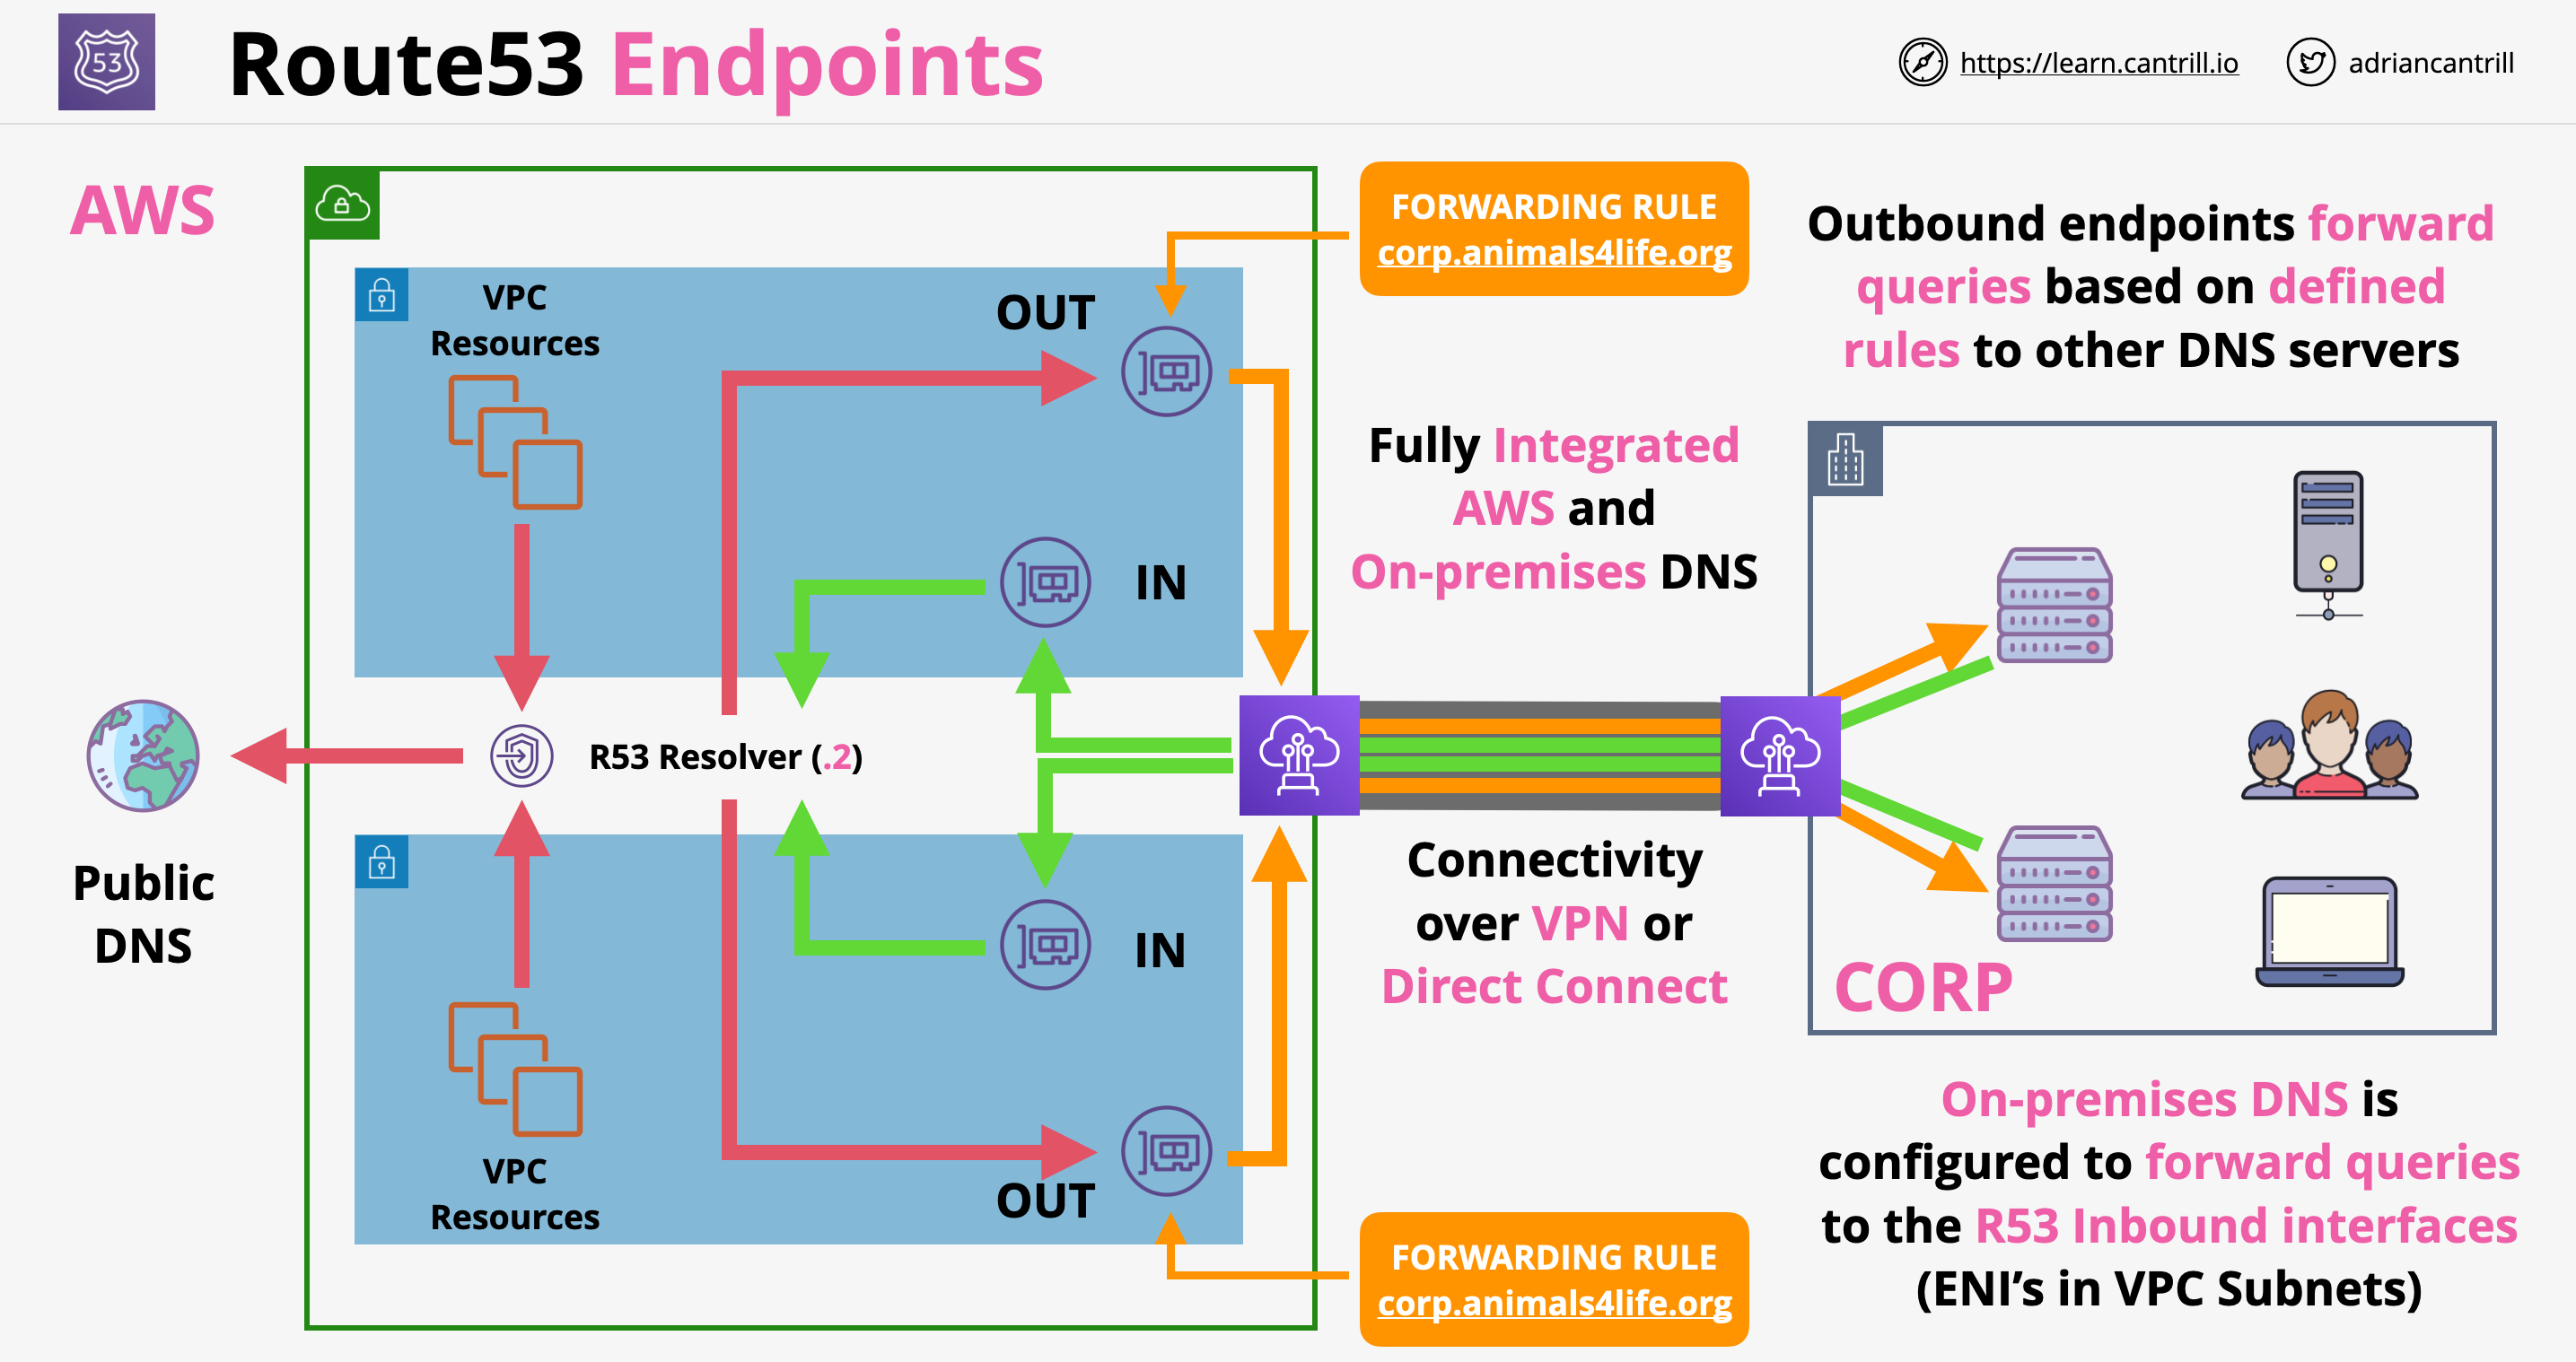 53
Route53 Endpoints
https://learn.cantrill.io
adriancantrill
AWS
VPC
Resources
OUT
IN
FORWARDING RULE
corp.animals4life.org
Outbound endpoints forward
queries based on defined
rules to other DNS servers
Fully Integrated
AWS and
On-premises DNS
Public
DNS
R53 Resolver (.2)
Connectivity
over VPN or
Direct Connect
CORP
IN
OUT
VPC
Resources
FORWARDING RULE
corp.animals4life.org
On-premises DNS is
configured to forward queries
to the R53 Inbound interfaces
(ENI’s in VPC Subnets)